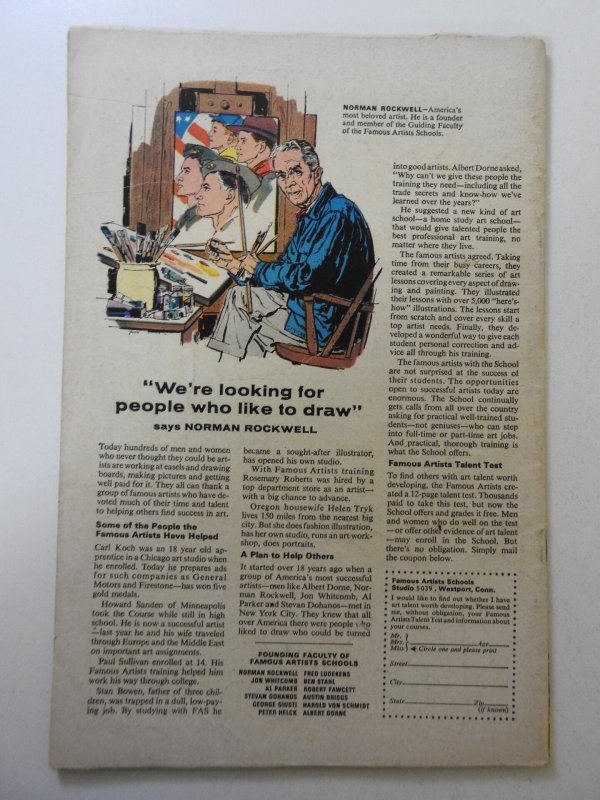 NORMAN ROCKWELL—America's
most beloved artist. He is a founder
and member of the Guiding Faculty
of the Famous Artists Schools.
"We're looking for
people who like to draw"
says NORMAN ROCKWELL
Today hundreds of men and women
who never thought they could be art-
ists are working at easels and drawing
boards, making pictures and getting
well paid for it. They all can thank a
group of famous artists who have de-
voted much of their time and talent
to helping others find success in art.
Some of the People the
Famous Artists Have Helped
Carl Koch was an 18 year old ap-
prentice in a Chicago art studio when
he enrolled. Today he prepares ads
for such companies as General
Motors and Firestone—has won five
gold medals.
Howard Sanden of Minneapolis
took the Course while still in high
school. He is now a successful artist
—last year he and his wife traveled
through Europe and the Middle East
on important art assignments.
Paul Sullivan enrolled at 14. His
Famous Artists training helped him
work his way through college.
Stan Bowen, father of three chil-
dren, was trapped in a dull, low-pay-
ing job. By studying with FAS he
became a sought-after illustrator,
has opened his own studio.
With Famous Artists training
Rosemary Roberts was hired by a
top department store as an artist—
with a big chance to advance.
Oregon housewife Helen Tryk
lives 150 miles from the nearest big
city. But she does fashion illustration,
has her own studio, runs an art work-
shop, does portraits.
A Plan to Help Others
It started over 18 years ago when a
group of America's most successful
artists—men like Albert Dorne, Nor-
man Rockwell, Jon Whitcomb, Al
Parker and Stevan Dohanos—met in
New York City. They knew that all
over America there were people who
liked to draw who could be turned
FOUNDING FACULTY OF
FAMOUS ARTISTS SCHOOLS
NORMAN ROCKWELL FRED LUDEKENS
JON WHITCOMB BEN STAHL
AL PARKER ROBERT FAWCETT
STEVAN DOHANOS AUSTIN BRIGGS
GEORGE GIUSTI HAROLD VON SCHMIDT
PETER HELCK ALBERT DORNE
into good artists. Albert Dorne asked,
"Why can't we give these people the
training they need—including all the
trade secrets and know-how we've
learned over the years?"
He suggested a new kind of art
school—a home study art school—
that would give talented people the
best professional art training, no
matter where they live.
The famous artists agreed. Taking
time from their busy careers, they
created a remarkable series of art
lessons covering every aspect of draw-
ing and painting. They illustrated
their lessons with over 5,000 "here's-
how" illustrations. The lessons start
from scratch and cover every skill a
top artist needs. Finally, they de-
veloped a wonderful way to give each
student personal correction and ad-
vice all through his training.
The famous artists with the School
are not surprised at the success of
their students. The opportunities
open to successful artists today are
enormous. The School continually
gets calls from all over the country
asking for practical well-trained stu-
dents—not geniuses—who can step
into full-time or part-time art jobs.
And practical, thorough training is
what the School offers.
Famous Artists Talent Test
To find others with art talent worth
developing, the Famous Artists cre-
ated a 12-page talent test. Thousands
paid to take this test, but now the
School offers and grades it free. Men
and women who do well on the test
—or offer other evidence of art talent
—may enroll in the School. But
there's no obligation. Simply mail
the coupon below.
Famous Artists Schools
Studio 5039, Westport, Conn.
I would like to find out whether I have
art talent worth developing. Please send
me, without obligation, your Famous
Artists Talent Test and information about
your courses.
Mr.
Mrs. Age
Miss Circle one and please print
Street
City
State Zip
(if known)